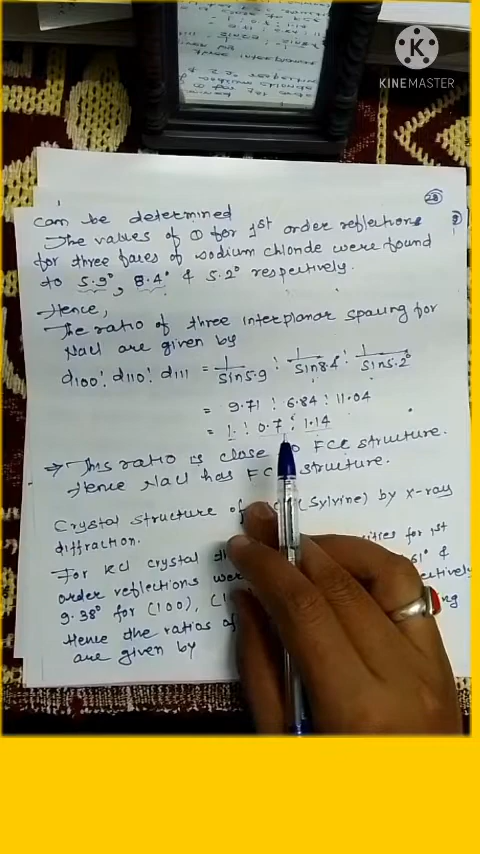 KINEMASTER
28
9
can be determined
The values of Θ for 1st order reflections
for three faces of sodium chloride were found
to 5.9°, 8.4° & 5.2° respectively.
Hence,
The ratio of three interplanar spacing for
NaCl are given by
d100 : d110 : d111 = 1/sin5.9 : 1/sin8.4 : 1/sin5.2°
= 9.71 : 6.84 : 11.04
= 1 : 0.7 : 1.14
⇒ This ratio is close to FCC structure.
Hence NaCl has FCC structure.
Crystal structure of (Sylvine) by x-ray
diffraction.
For KCl crystal for 1st
order reflections &
9.38° for (100),
Hence the ratios of
are given by